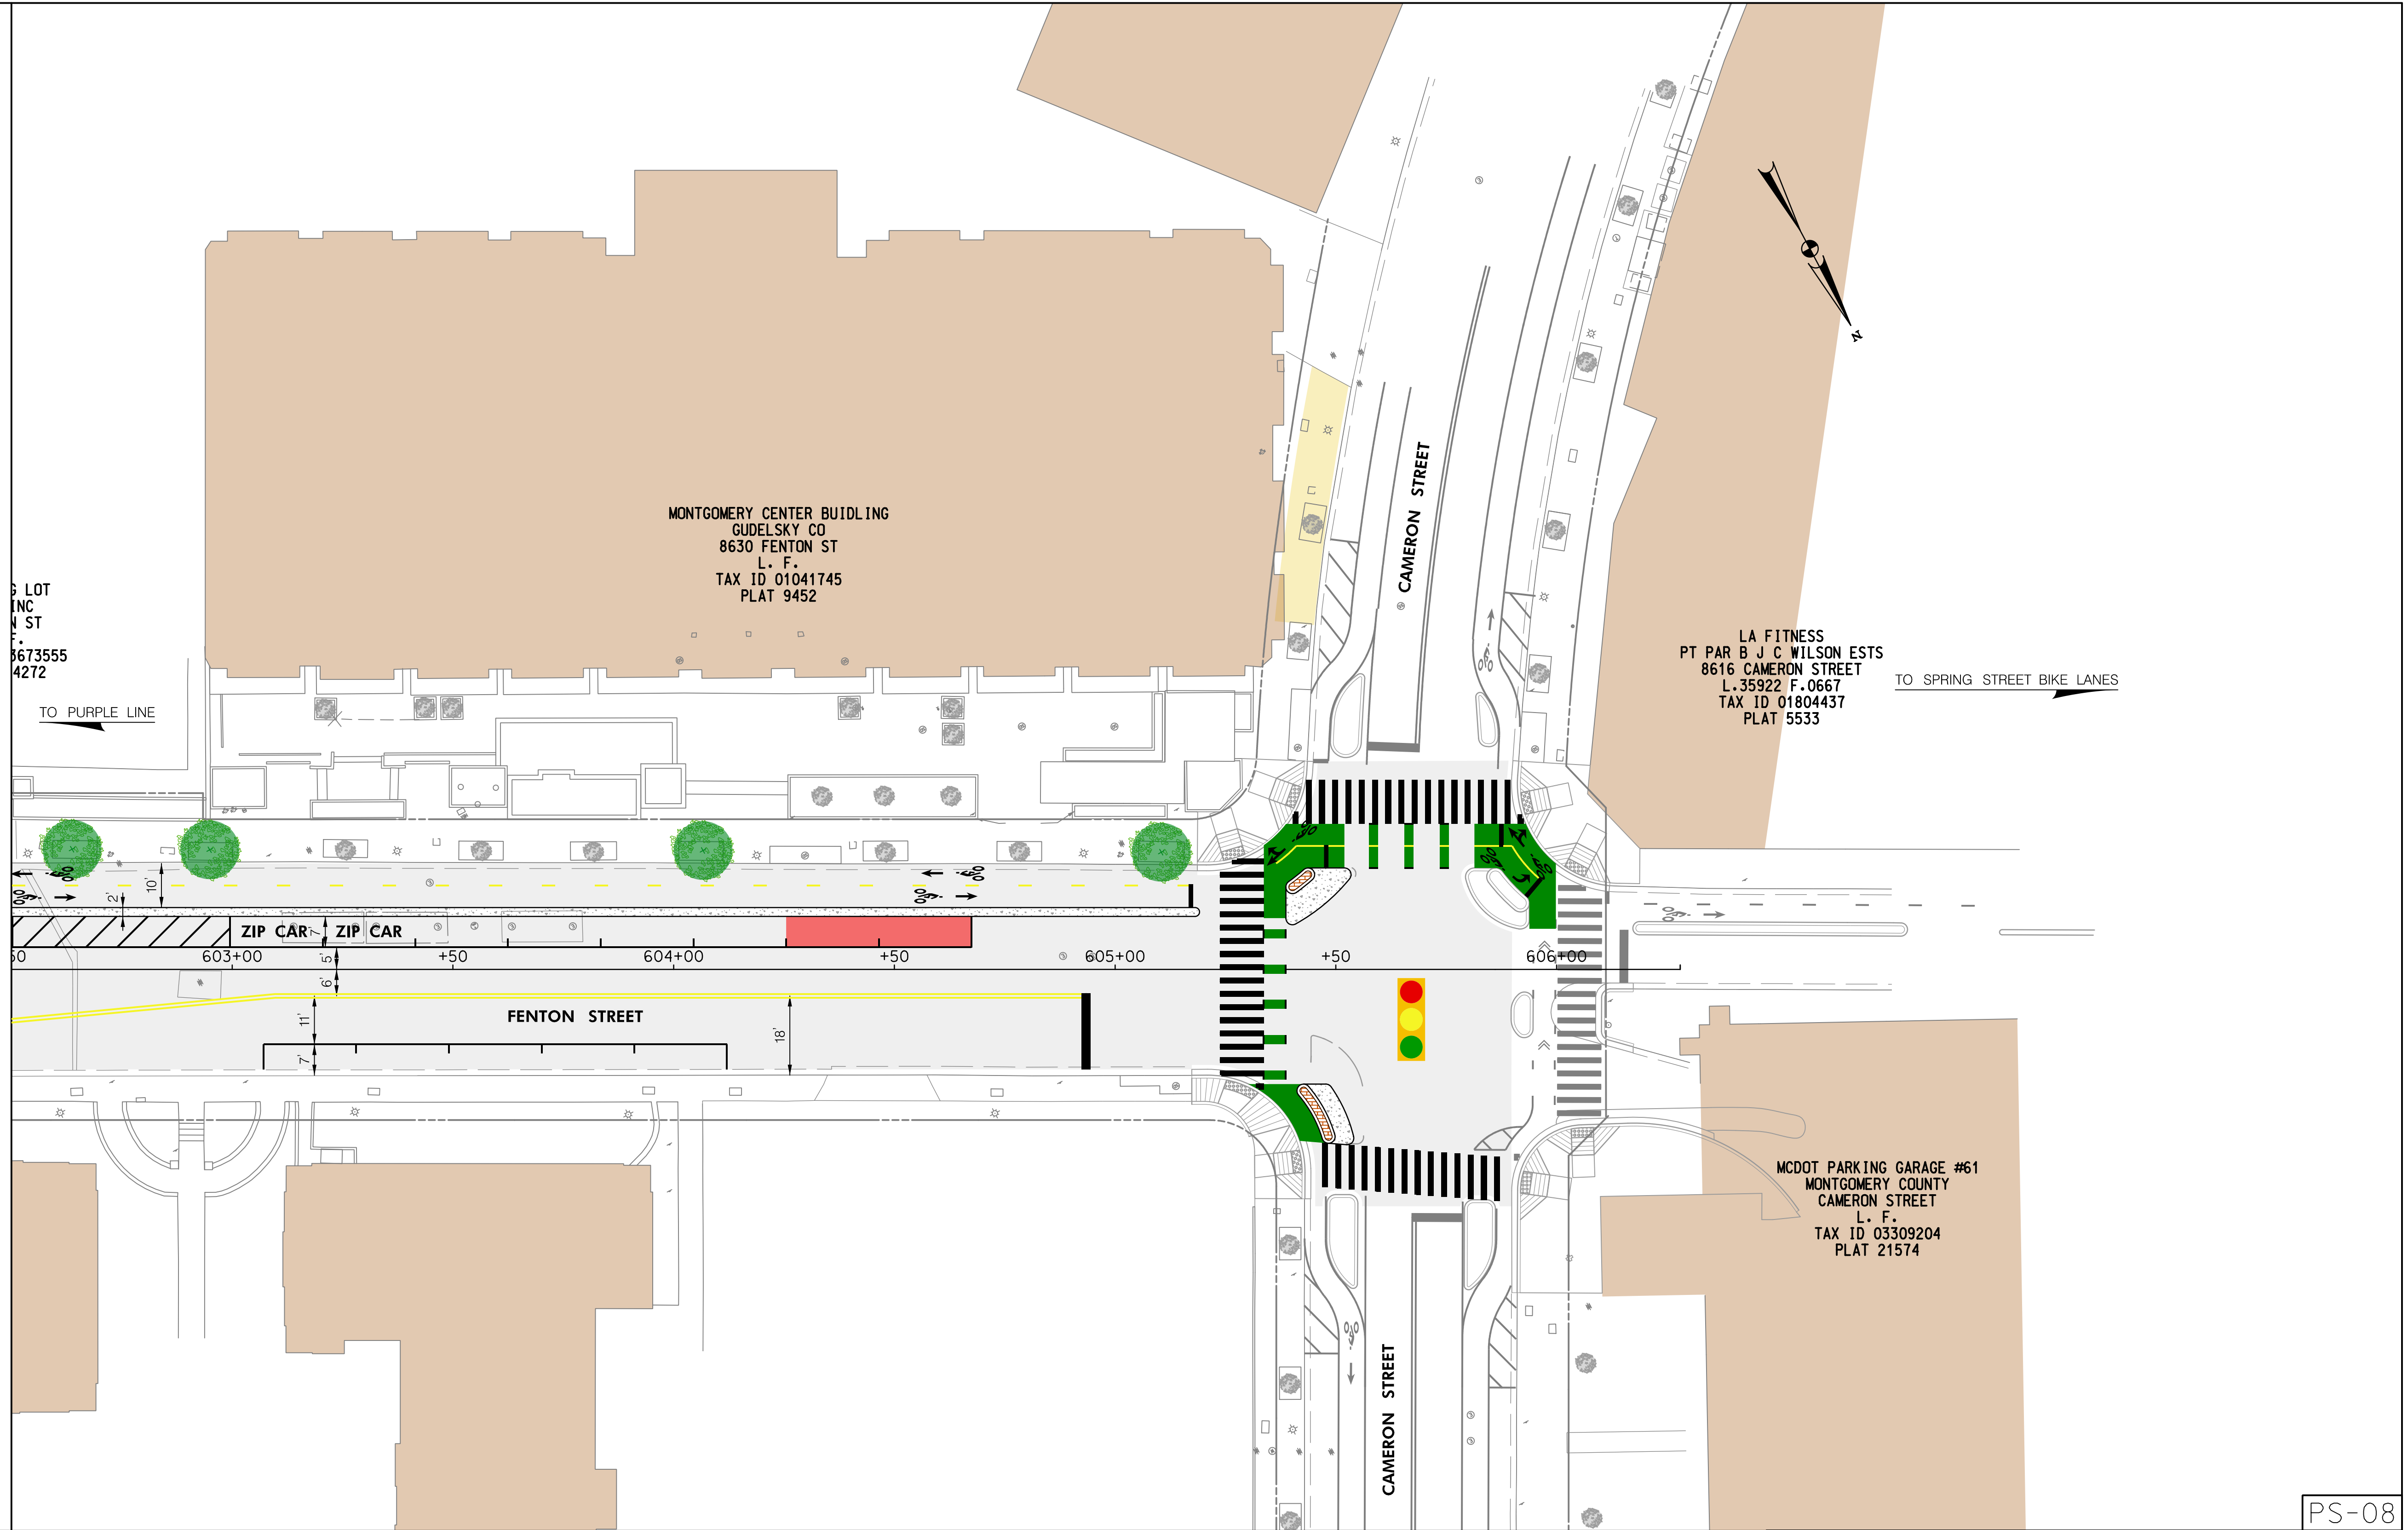 MONTGOMERY CENTER BUIDLING
GUDELSKY CO
8630 FENTON ST
L. F.
TAX ID 01041745
PLAT 9452
G LOT
INC
N ST
F.
3673555
4272
TO PURPLE LINE
CAMERON STREET
N
LA FITNESS
PT PAR B J C WILSON ESTS
8616 CAMERON STREET
L.35922 F.0667
TAX ID 01804437
PLAT 5533
TO SPRING STREET BIKE LANES
10'
2'
ZIP CAR
7'
ZIP CAR
50
603+00
+50
604+00
+50
605+00
+50
606+00
5'
6'
11'
7'
18'
FENTON STREET
MCDOT PARKING GARAGE #61
MONTGOMERY COUNTY
CAMERON STREET
L. F.
TAX ID 03309204
PLAT 21574
CAMERON STREET
PS-08